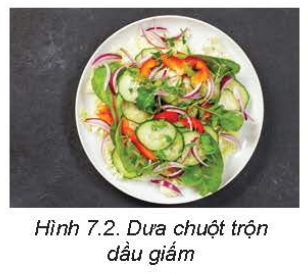 Hình 7.2. Dưa chuột trộn
dầu giấm